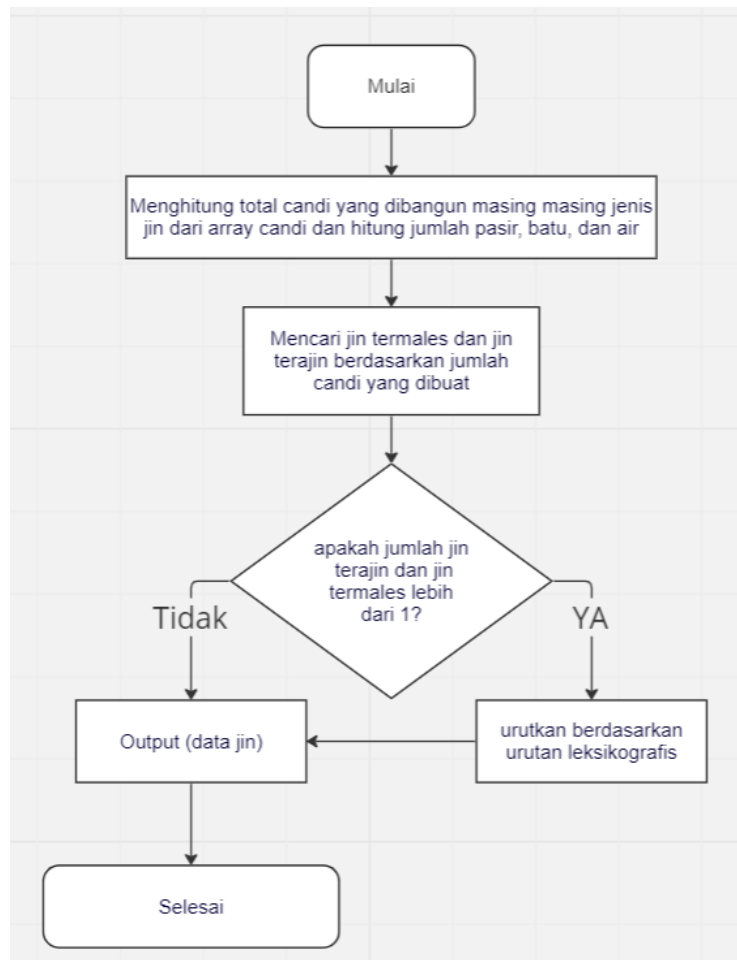 Mulai
Menghitung total candi yang dibangun masing masing jenis
jin dari array candi dan hitung jumlah pasir, batu, dan air
Mencari jin termales dan jin
terajin berdasarkan jumlah
candi yang dibuat
apakah jumlah jin
terajin dan jin
termales lebih
dari 1?
Tidak
YA
Output (data jin)
urutkan berdasarkan
urutan leksikografis
Selesai